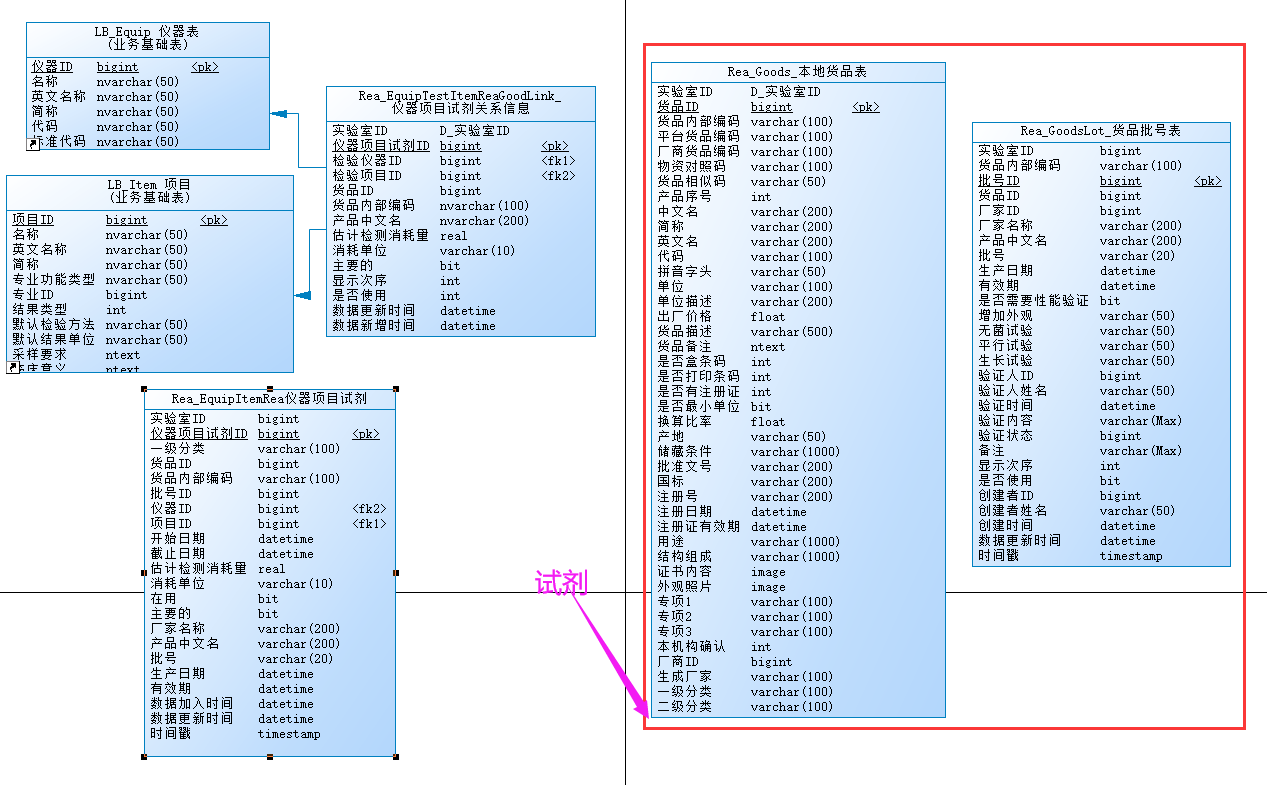 LB_Equip 仪器表
(业务基础表)
仪器ID bigint <pk>
名称 nvarchar(50)
英文名称 nvarchar(50)
简称 nvarchar(50)
代码 nvarchar(50)
标准代码 nvarchar(50)
LB_Item 项目
(业务基础表)
项目ID bigint <pk>
名称 nvarchar(50)
英文名称 nvarchar(50)
简称 nvarchar(50)
专业功能类型 nvarchar(50)
专业ID bigint
结果类型 int
默认检验方法 nvarchar(50)
默认结果单位 nvarchar(50)
采样要求 ntext
临床意义 ntext
Rea_EquipTestItemReaGoodLink_
仪器项目试剂关系信息
实验室ID D_实验室ID
仪器项目试剂ID bigint <pk>
检验仪器ID bigint <fk1>
检验项目ID bigint <fk2>
货品ID bigint
货品内部编码 nvarchar(100)
产品中文名 nvarchar(200)
估计检测消耗量 real
消耗单位 varchar(10)
主要的 bit
显示次序 int
是否使用 int
数据更新时间 datetime
数据新增时间 datetime
Rea_EquipItemRea仪器项目试剂
实验室ID bigint
仪器项目试剂ID bigint <pk>
一级分类 varchar(100)
货品ID bigint
货品内部编码 varchar(100)
批号ID bigint
仪器ID bigint <fk2>
项目ID bigint <fk1>
开始日期 datetime
截止日期 datetime
估计检测消耗量 real
消耗单位 varchar(10)
在用 bit
主要的 bit
厂家名称 varchar(200)
产品中文名 varchar(200)
批号 varchar(20)
生产日期 datetime
有效期 datetime
数据加入时间 datetime
数据更新时间 datetime
时间戳 timestamp
试剂
Rea_Goods_本地货品表
实验室ID D_实验室ID
货品ID bigint <pk>
货品内部编码 varchar(100)
平台货品编码 varchar(100)
厂商货品编码 varchar(100)
物资对照码 varchar(100)
货品相似码 varchar(50)
产品序号 int
中文名 varchar(200)
简称 varchar(200)
英文名 varchar(200)
代码 varchar(100)
拼音字头 varchar(50)
单位 varchar(100)
单位描述 varchar(200)
出厂价格 float
货品描述 varchar(500)
货品备注 ntext
是否盒条码 int
是否打印条码 int
是否有注册证 int
是否最小单位 bit
换算比率 float
产地 varchar(50)
储藏条件 varchar(1000)
批准文号 varchar(200)
国标 varchar(200)
注册号 varchar(200)
注册日期 datetime
注册证有效期 datetime
用途 varchar(1000)
结构组成 varchar(1000)
证书内容 image
外观照片 image
专项1 varchar(100)
专项2 varchar(100)
专项3 varchar(100)
本机构确认 int
厂商ID bigint
生成厂家 varchar(100)
一级分类 varchar(100)
二级分类 varchar(100)
Rea_GoodsLot_货品批号表
实验室ID bigint
货品内部编码 varchar(100)
批号ID bigint <pk>
货品ID bigint
厂家ID bigint
厂家名称 varchar(200)
产品中文名 varchar(200)
批号 varchar(20)
生产日期 datetime
有效期 datetime
是否需要性能验证 bit
增加外观 varchar(50)
无菌试验 varchar(50)
平行试验 varchar(50)
生长试验 varchar(50)
验证人ID bigint
验证人姓名 varchar(50)
验证时间 datetime
验证内容 varchar(Max)
验证状态 bigint
备注 varchar(Max)
显示次序 int
是否使用 bit
创建者ID bigint
创建者姓名 varchar(50)
创建时间 datetime
数据更新时间 datetime
时间戳 timestamp